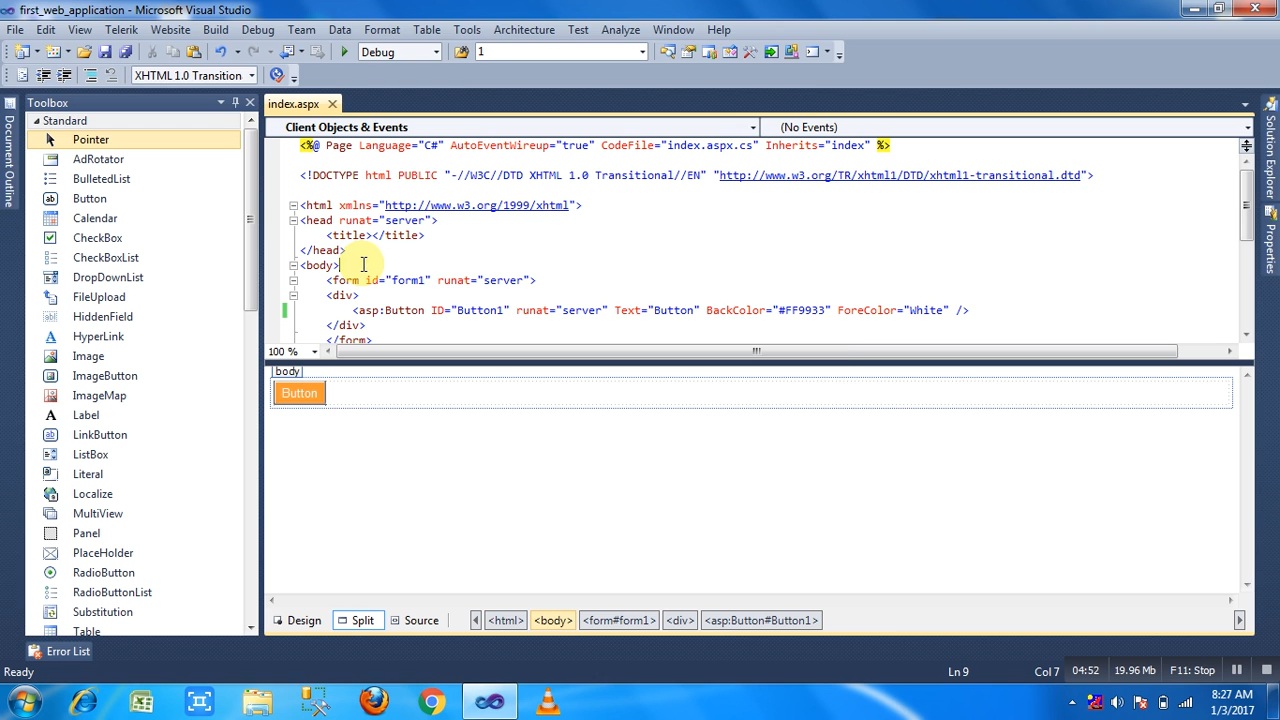 first_web_application - Microsoft Visual Studio
File Edit View Telerik Website Build Debug Team Data Format Table Tools Architecture Test Analyze Window Help
Debug 1
XHTML 1.0 Transition
Toolbox
index.aspx
Document Outline
Solution Explorer
Properties
Standard
Pointer
AdRotator
BulletedList
Button
Calendar
CheckBox
CheckBoxList
DropDownList
FileUpload
HiddenField
HyperLink
Image
ImageButton
ImageMap
Label
LinkButton
ListBox
Literal
Localize
MultiView
Panel
PlaceHolder
RadioButton
RadioButtonList
Substitution
Table
Client Objects & Events (No Events)
<%@ Page Language="C#" AutoEventWireup="true" CodeFile="index.aspx.cs" Inherits="index" %>
<!DOCTYPE html PUBLIC "-//W3C//DTD XHTML 1.0 Transitional//EN" "http://www.w3.org/TR/xhtml1/DTD/xhtml1-transitional.dtd">
<html xmlns="http://www.w3.org/1999/xhtml">
<head runat="server">
<title></title>
</head>
<body>
<form id="form1" runat="server">
<div>
<asp:Button ID="Button1" runat="server" Text="Button" BackColor="#FF9933" ForeColor="White" />
</div>
</form>
100 %
body
Button
Design Split Source <html> <body> <form#form1> <div> <asp:Button#Button1>
Error List
Ready Ln 9 Col 7 04:52 19.96 MB F11: Stop
8:27 AM
1/3/2017